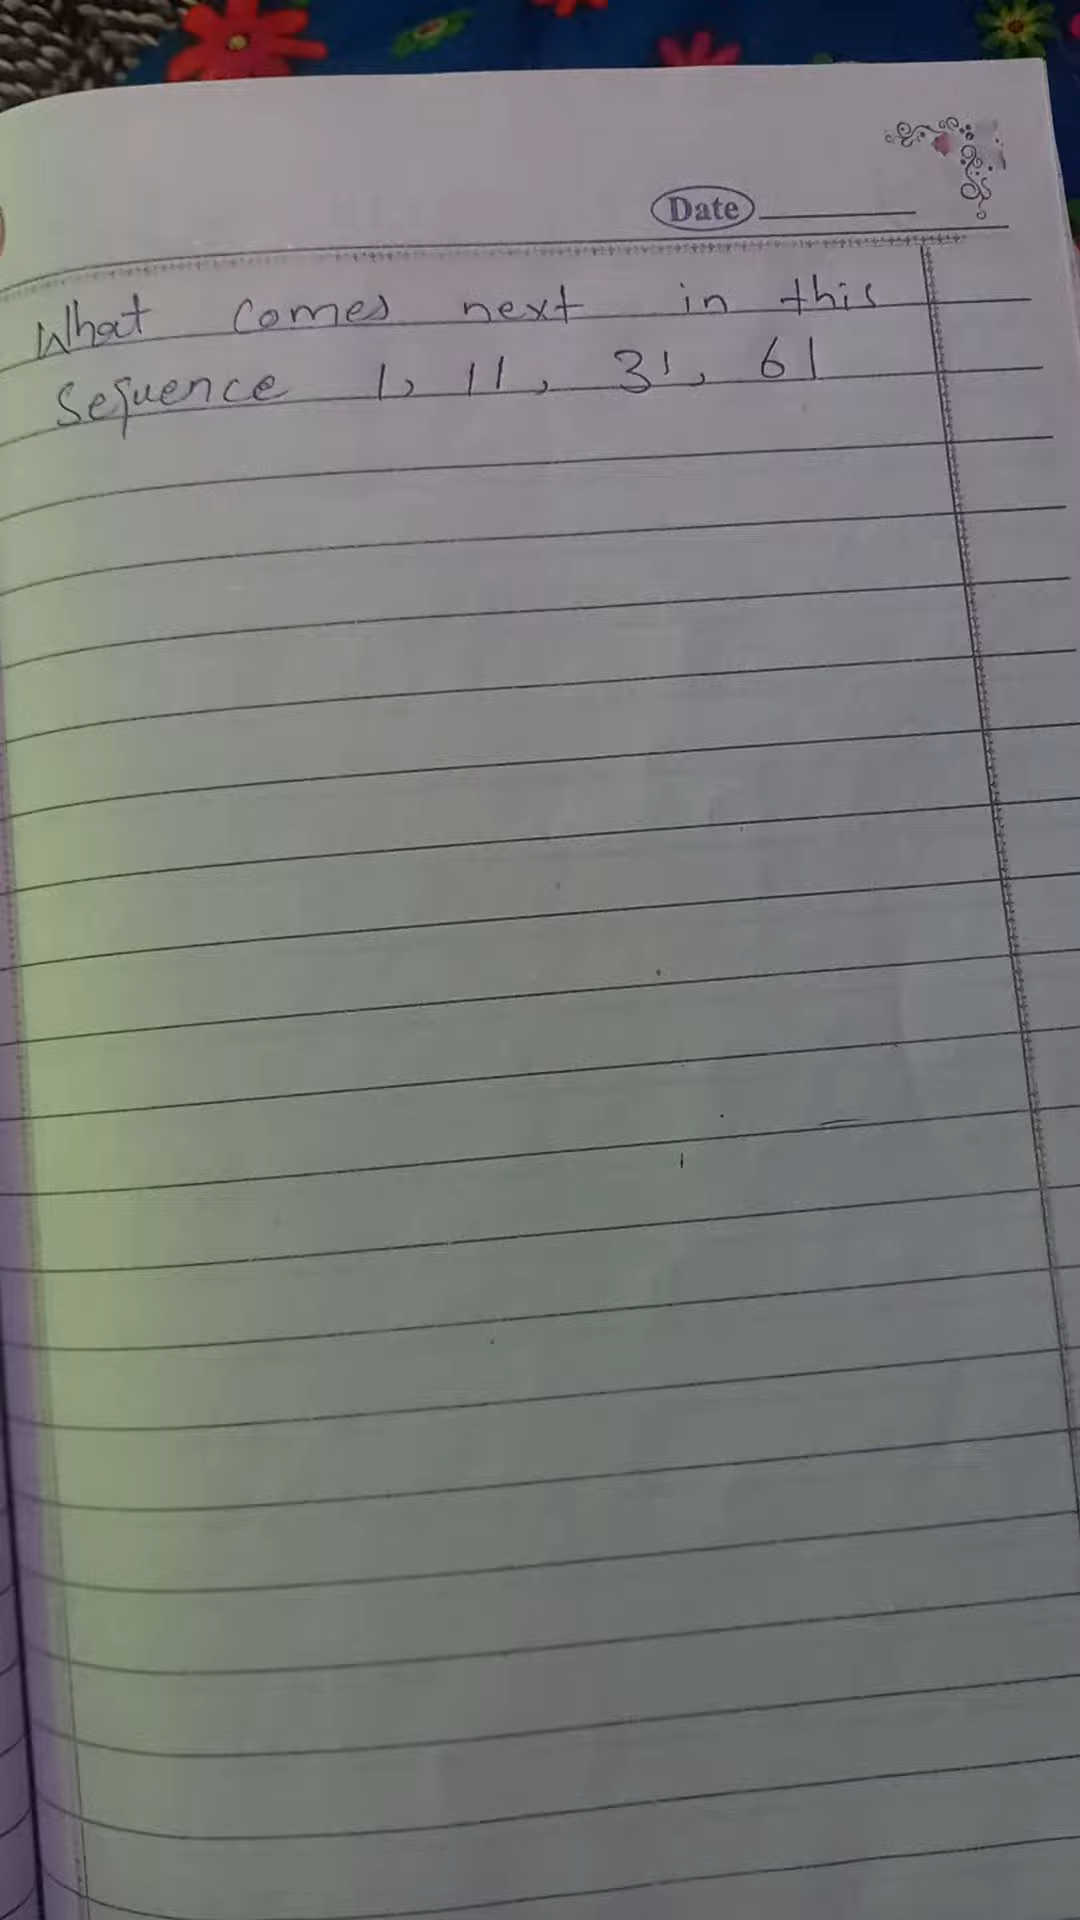 Date
What comes next in this
Sequence 1, 11, 31, 61